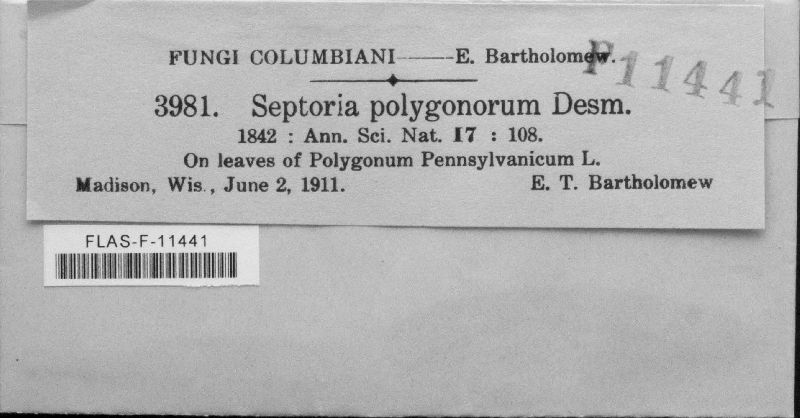 FUNGI COLUMBIANI——E. Bartholomew.
F11441
3981. Septoria polygonorum Desm.
1842 : Ann. Sci. Nat. 17 : 108.
On leaves of Polygonum Pennsylvanicum L.
Madison, Wis., June 2, 1911. E. T. Bartholomew
FLAS-F-11441